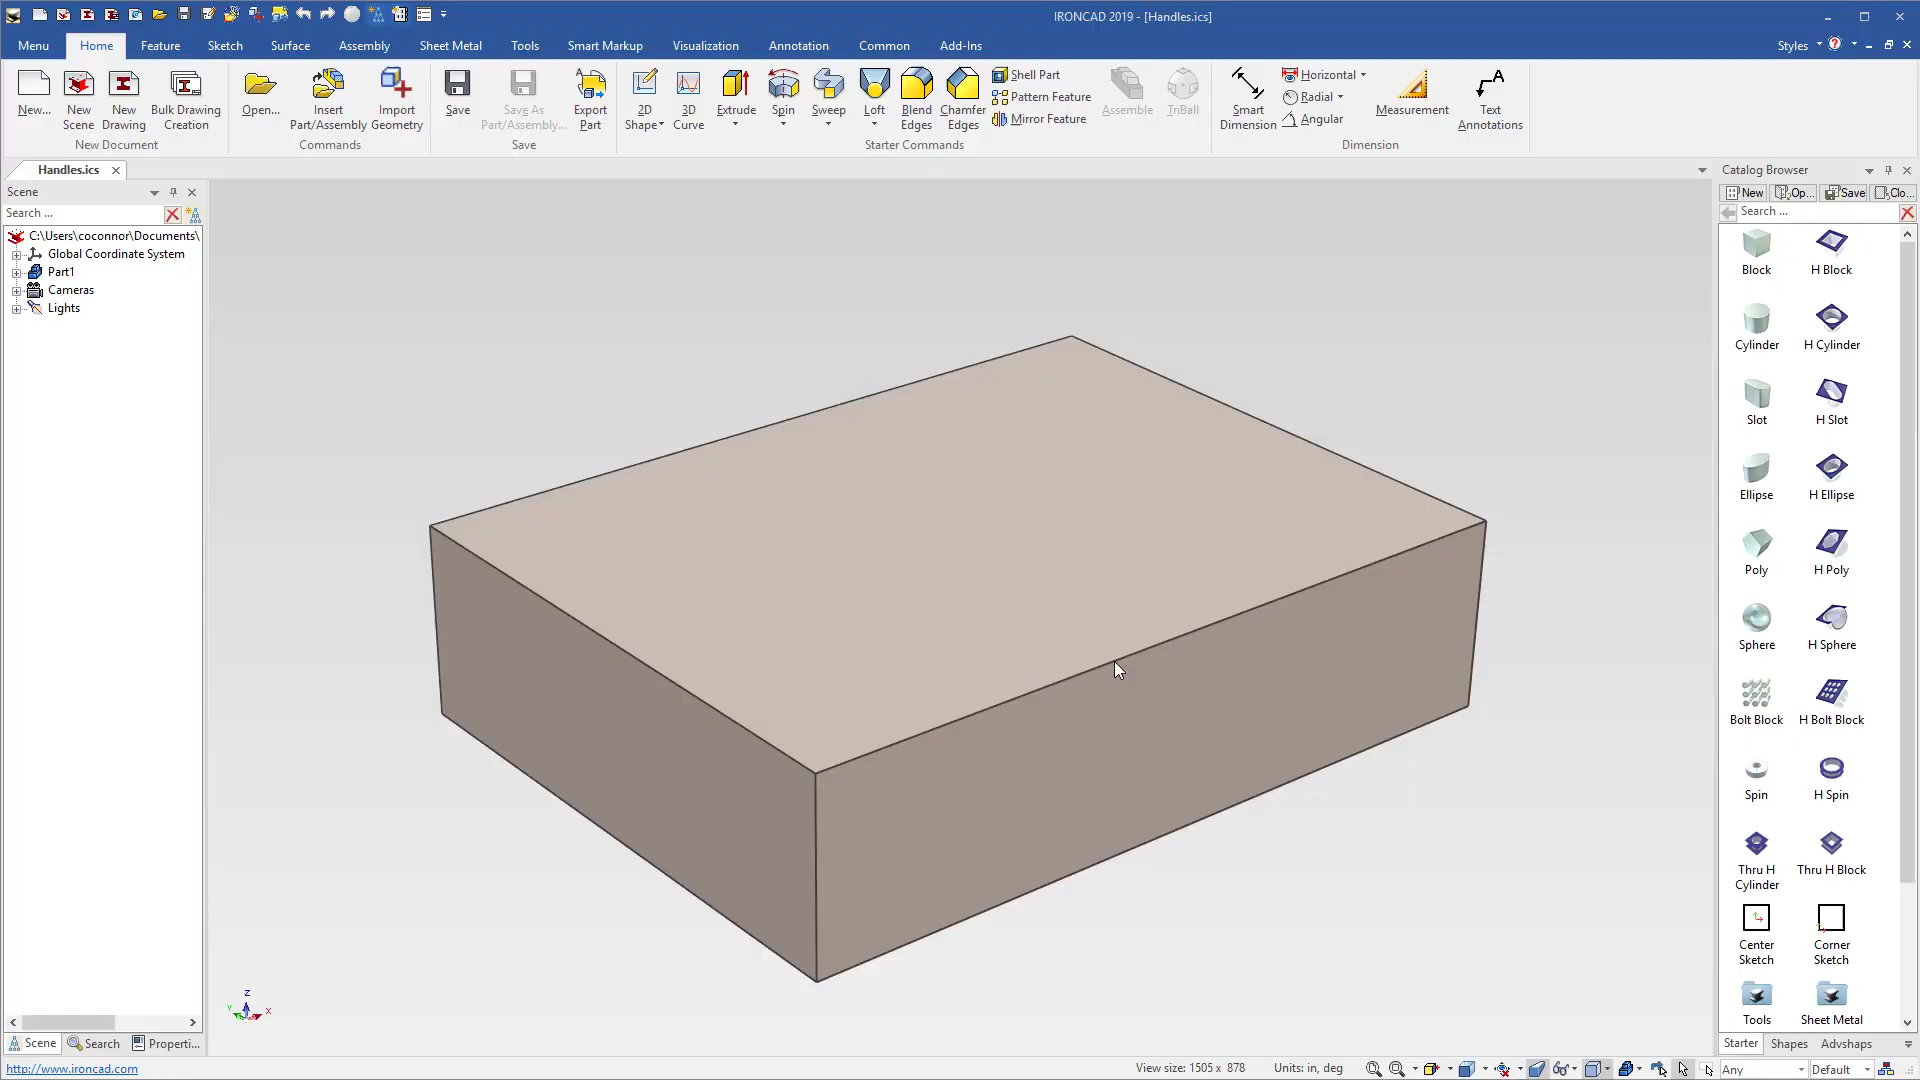 IRONCAD 2019 - [Handles.ics]
Menu Home Feature Sketch Surface Assembly Sheet Metal Tools Smart Markup Visualization Annotation Common Add-Ins Styles
New...
New Scene
New Drawing
Bulk Drawing Creation
New Document
Open...
Insert Part/Assembly
Import Geometry
Commands
Save
Save As Part/Assembly...
Export Part
Save
2D Shape
3D Curve
Extrude
Spin
Sweep
Loft
Blend Edges
Chamfer Edges
Shell Part
Pattern Feature
Mirror Feature
Assemble
TriBall
Starter Commands
Smart Dimension
Horizontal
Radial
Angular
Measurement
Text Annotations
Dimension
Handles.ics
Scene
Search ...
C:\Users\coconnor\Documents\
Global Coordinate System
Part1
Cameras
Lights
Z
Y
X
Scene Search Properti...
Catalog Browser
New Op... Save Clo...
Search ...
Block H Block
Cylinder H Cylinder
Slot H Slot
Ellipse H Ellipse
Poly H Poly
Sphere H Sphere
Bolt Block H Bolt Block
Spin H Spin
Thru H Cylinder Thru H Block
Center Sketch Corner Sketch
Tools Sheet Metal
Starter Shapes Advshaps
http://www.ironcad.com
View size: 1505 x 878 Units: in, deg Any Default